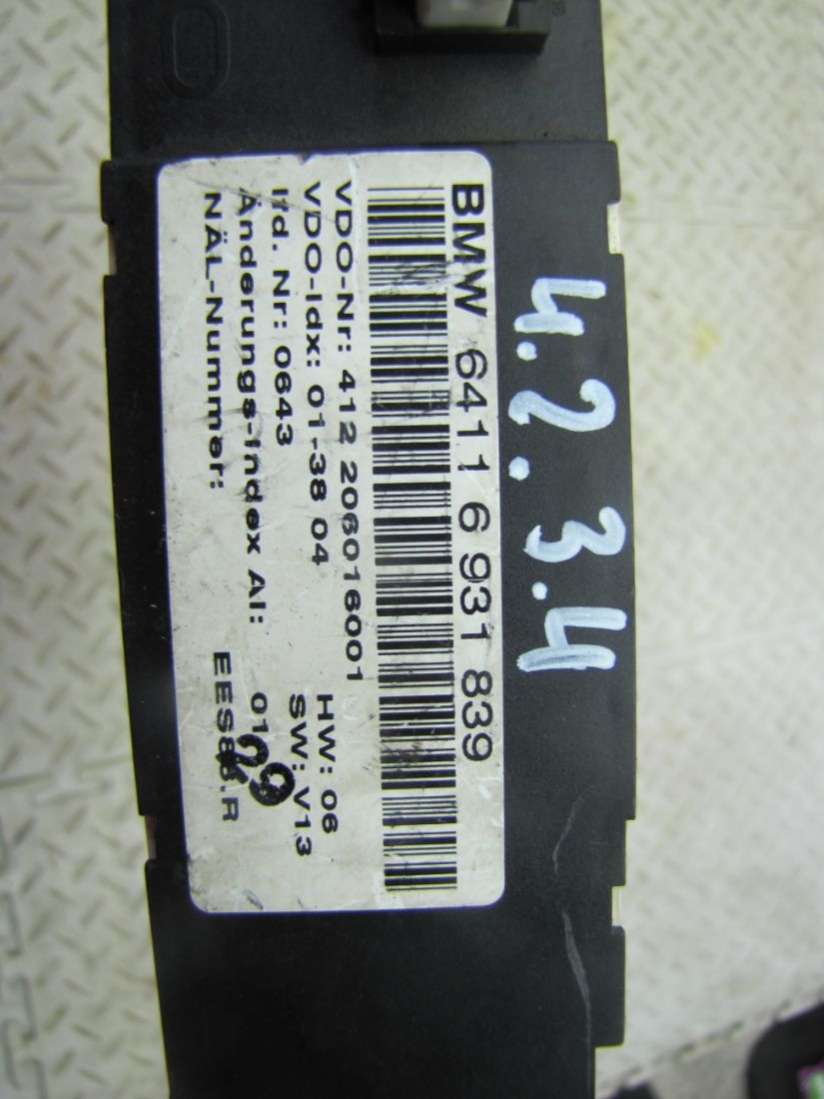 4.2.3.4
BMW 6411 6 931 839
VDO-Nr: 412 206016001
HW: 06
VDO-Idx: 01-38 04
SW: V13
lfd. Nr: 0643
Änderungs-Index AI: 01
29
NÄL-Nummer: